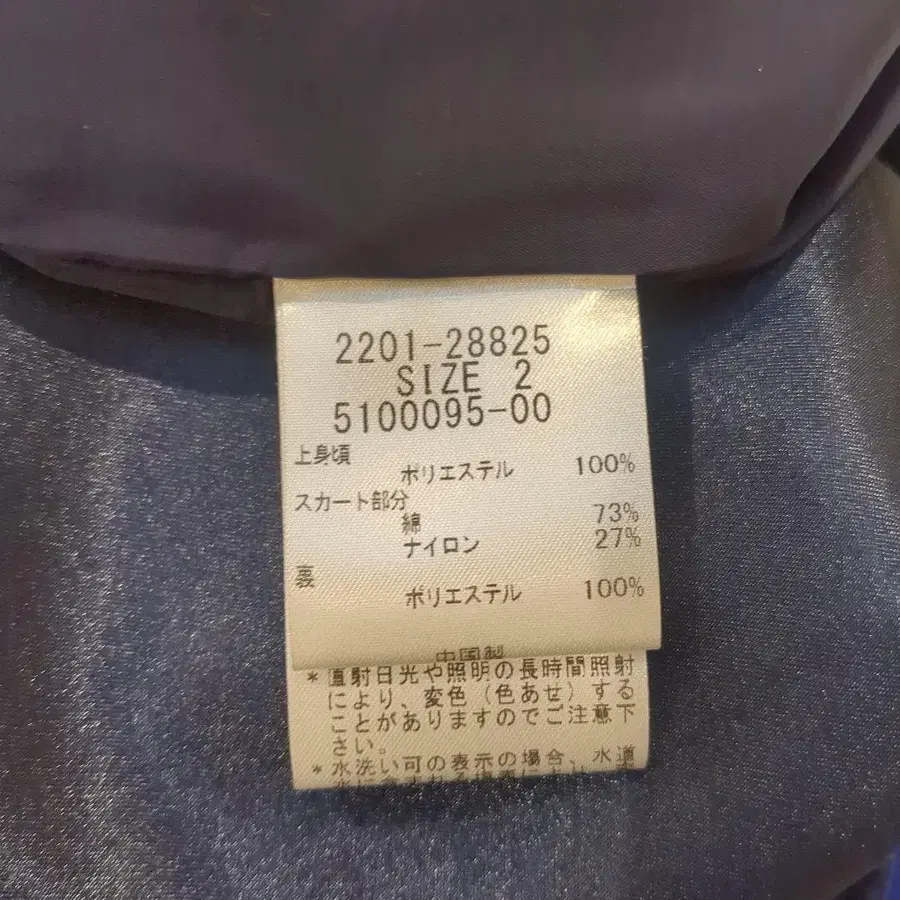 2201-28825
SIZE 2
5100095-00
上身頃
ポリエステル 100%
スカート部分
綿 73%
ナイロン 27%
裏
ポリエステル 100%
中国製
*直射日光や照明の長時間照射
により、変色(色あせ)する
ことがありますのでご注意下
さい。
*水洗い可の表示の場合、水道